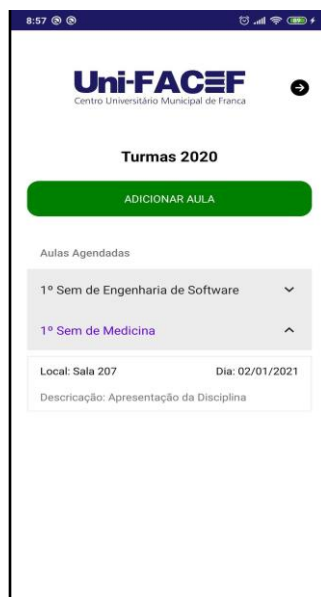 8:57
Uni-FACEF
Centro Universitário Municipal de Franca
Turmas 2020
ADICIONAR AULA
Aulas Agendadas
1º Sem de Engenharia de Software
1º Sem de Medicina
Local: Sala 207 Dia: 02/01/2021
Descricação: Apresentação da Disciplina